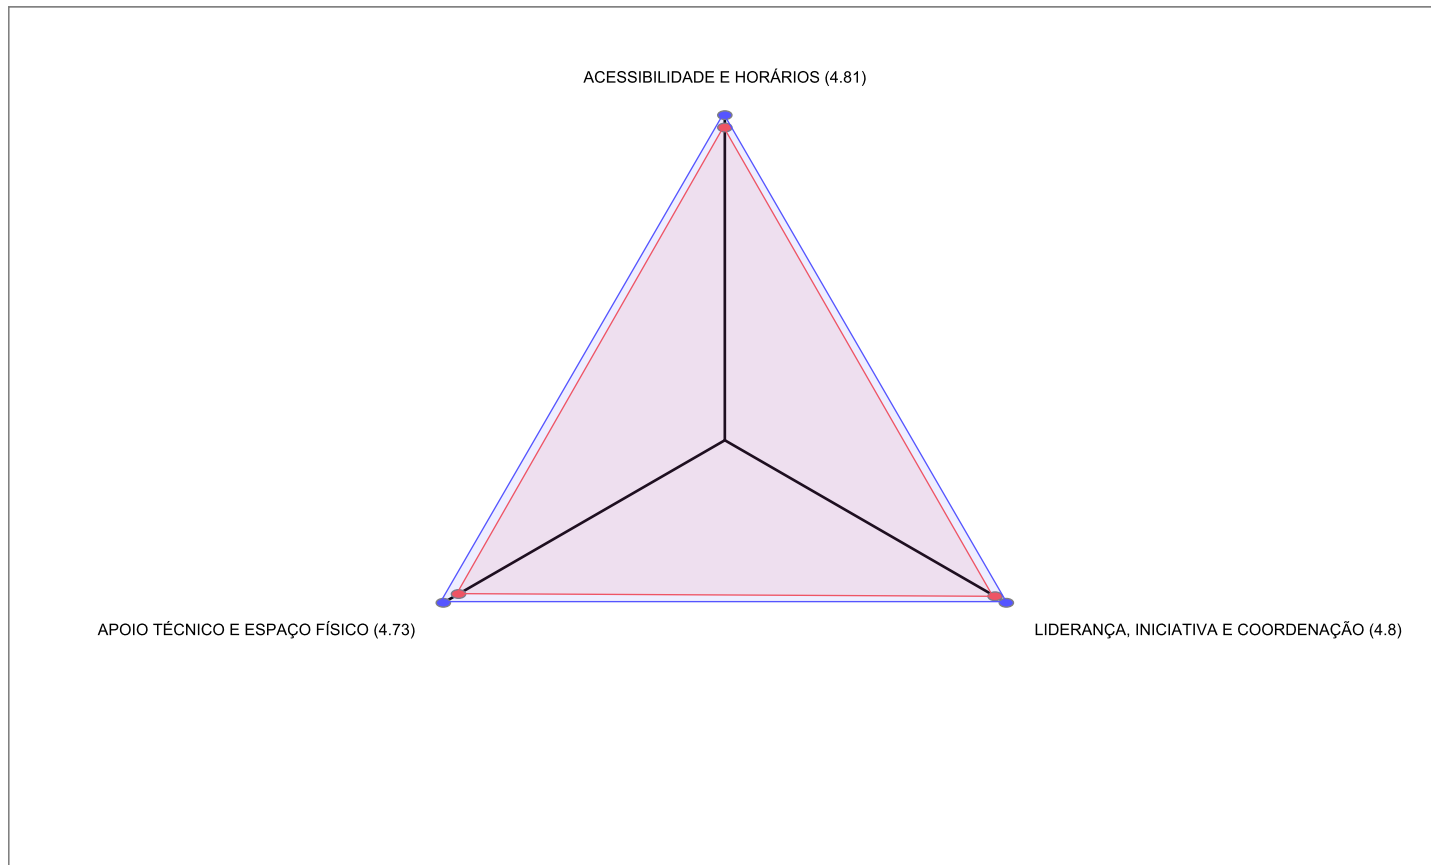 ACESSIBILIDADE E HORÁRIOS (4.81)
APOIO TÉCNICO E ESPAÇO FÍSICO (4.73)
LIDERANÇA, INICIATIVA E COORDENAÇÃO (4.8)